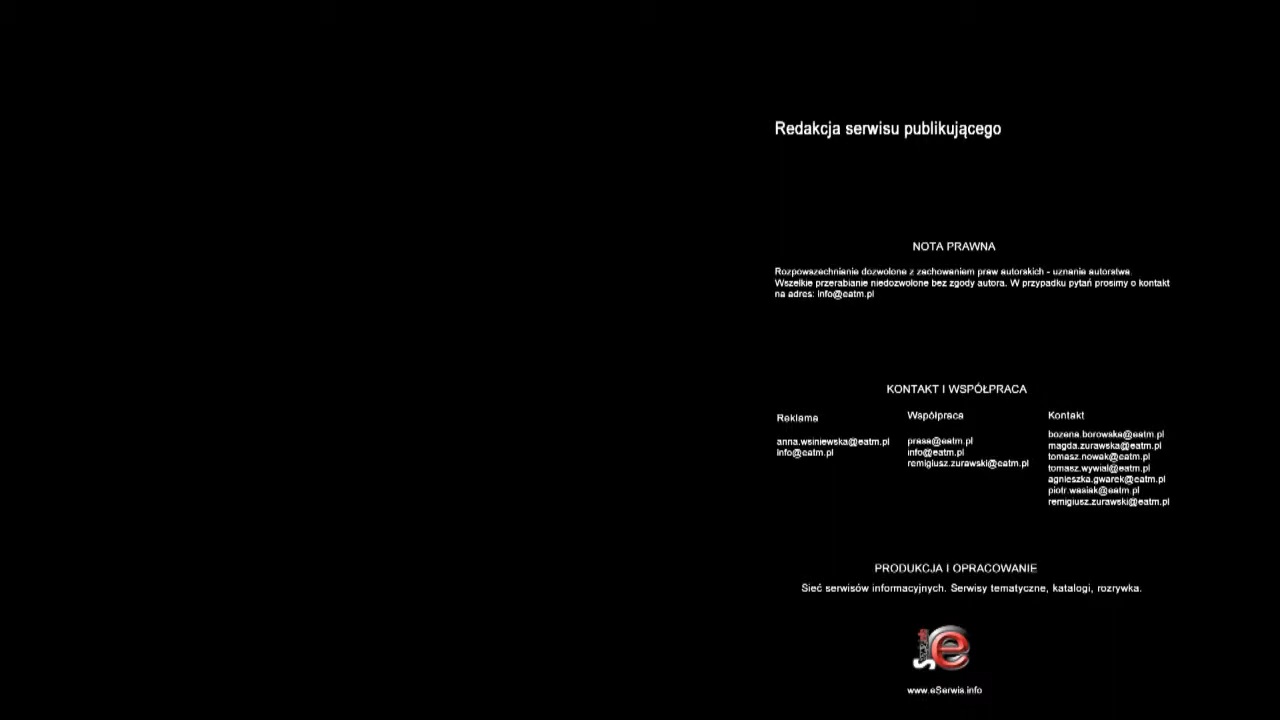 Redakcja serwisu publikującego
NOTA PRAWNA
Rozpowszechnianie dozwolone z zachowaniem praw autorskich - uznanie autorstwa.
Wszelkie przerabianie niedozwolone bez zgody autora. W przypadku pytań prosimy o kontakt
na adres: info@eatm.pl
KONTAKT I WSPÓŁPRACA
Reklama
anna.wsiniewska@eatm.pl
info@eatm.pl
Współpraca
prasa@eatm.pl
info@eatm.pl
remigiusz.zurawski@eatm.pl
Kontakt
bozena.borowska@eatm.pl
magda.zurawska@eatm.pl
tomasz.nowak@eatm.pl
tomasz.wywial@eatm.pl
agnieszka.gwarek@eatm.pl
piotr.wasiak@eatm.pl
remigiusz.zurawski@eatm.pl
PRODUKCJA I OPRACOWANIE
Sieć serwisów informacyjnych. Serwisy tematyczne, katalogi, rozrywka.
e
www.eSerwis.info